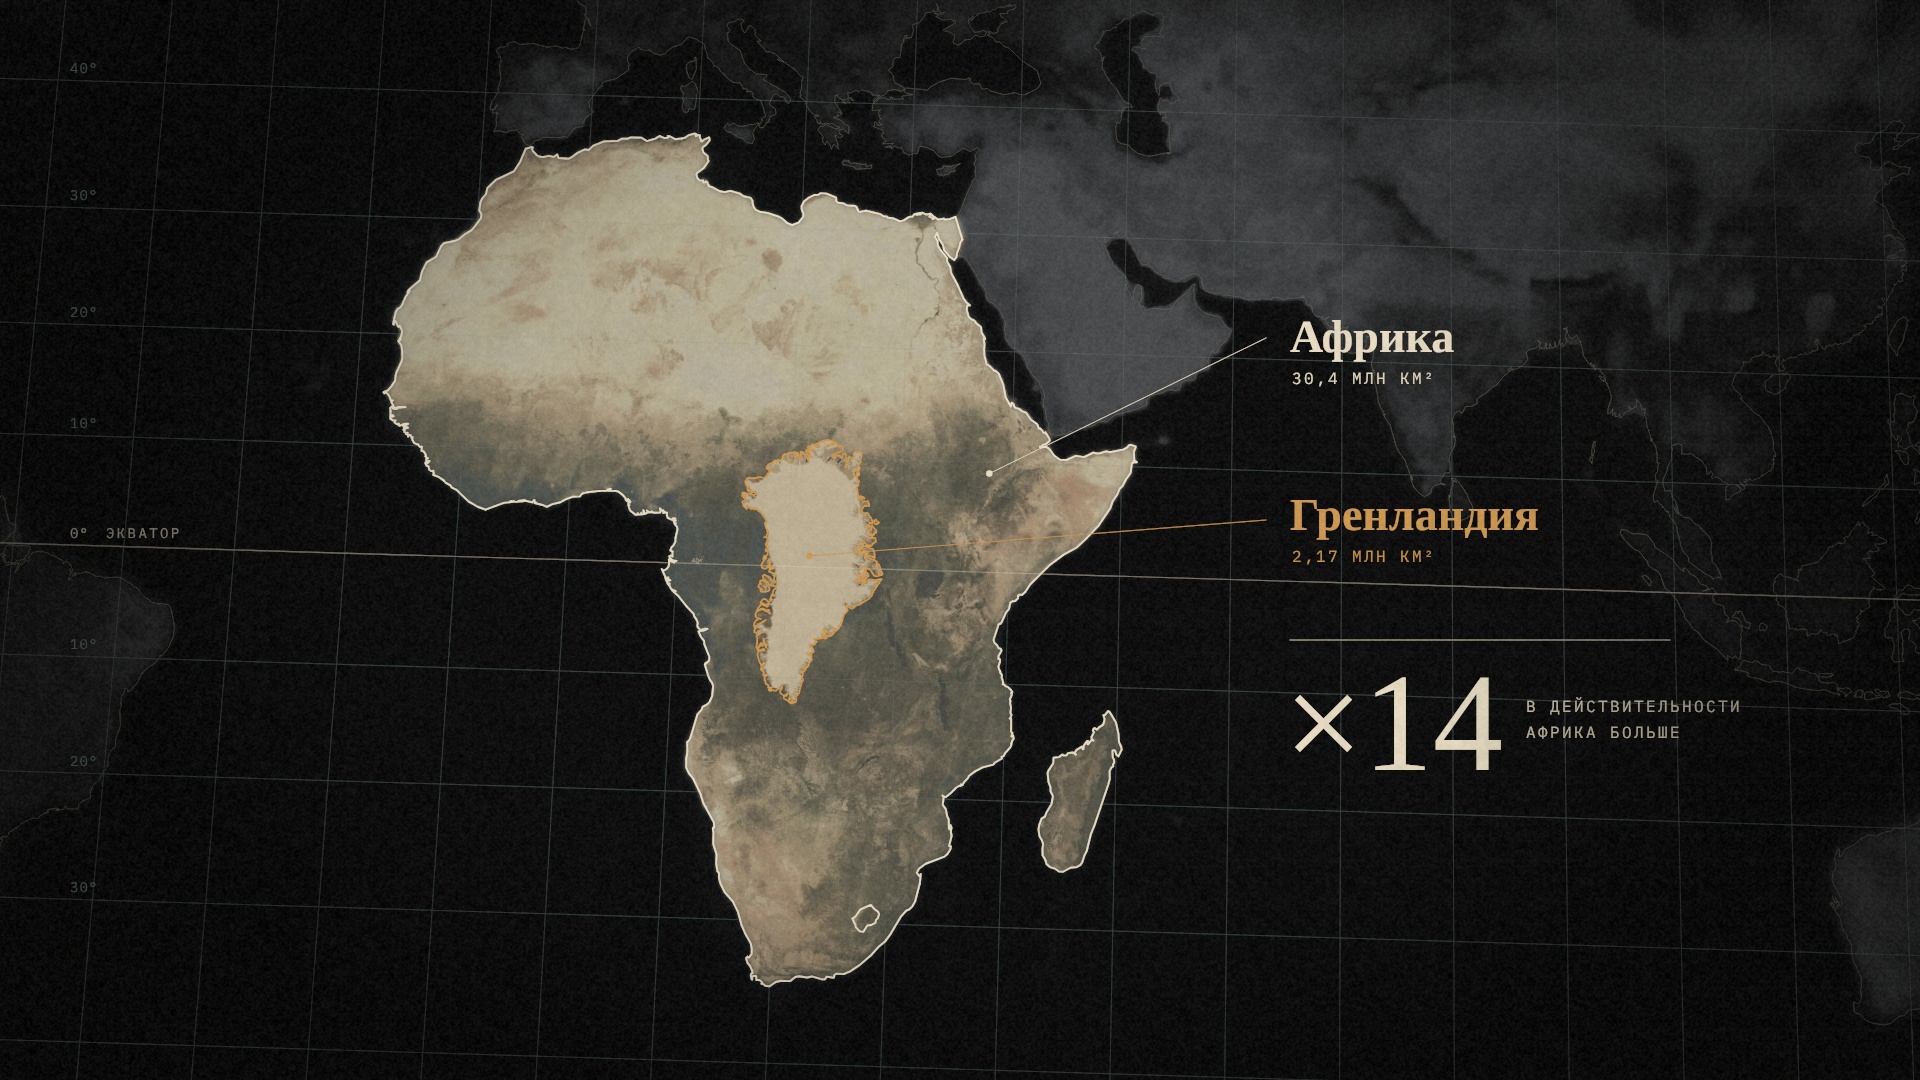 40°
30°
20°
10°
0° ЭКВАТОР
10°
20°
30°
Африка
30,4 МЛН КМ²
Гренландия
2,17 МЛН КМ²
×14
В ДЕЙСТВИТЕЛЬНОСТИ
АФРИКА БОЛЬШЕ